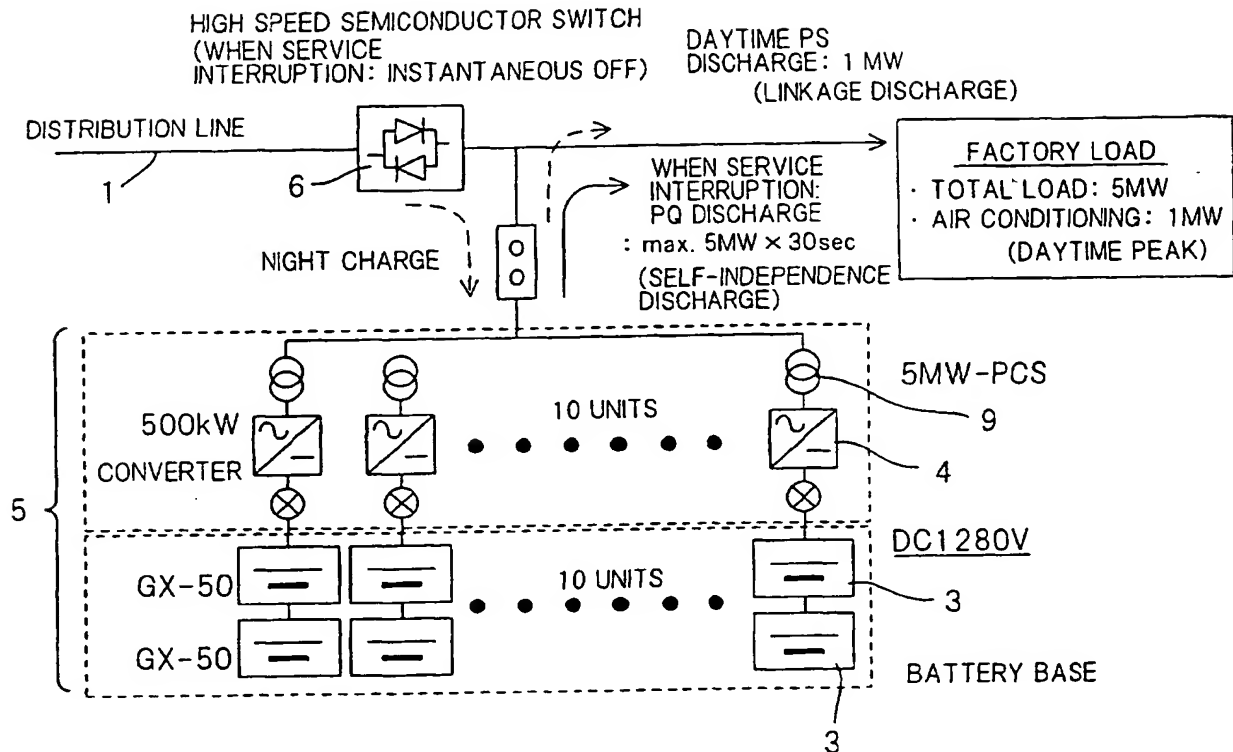 HIGH SPEED SEMICONDUCTOR SWITCH
(WHEN SERVICE
INTERRUPTION: INSTANTANEOUS OFF)
DAYTIME PS
DISCHARGE: 1 MW
(LINKAGE DISCHARGE)
DISTRIBUTION LINE
1
6
WHEN SERVICE
INTERRUPTION:
PQ DISCHARGE
: max. 5MW × 30sec
(SELF-INDEPENDENCE
DISCHARGE)
FACTORY LOAD
· TOTAL LOAD: 5MW
· AIR CONDITIONING: 1MW
(DAYTIME PEAK)
NIGHT CHARGE
5
500kW
CONVERTER
10 UNITS
5MW-PCS
9
4
DC1280V
GX-50
GX-50
10 UNITS
3
BATTERY BASE
3